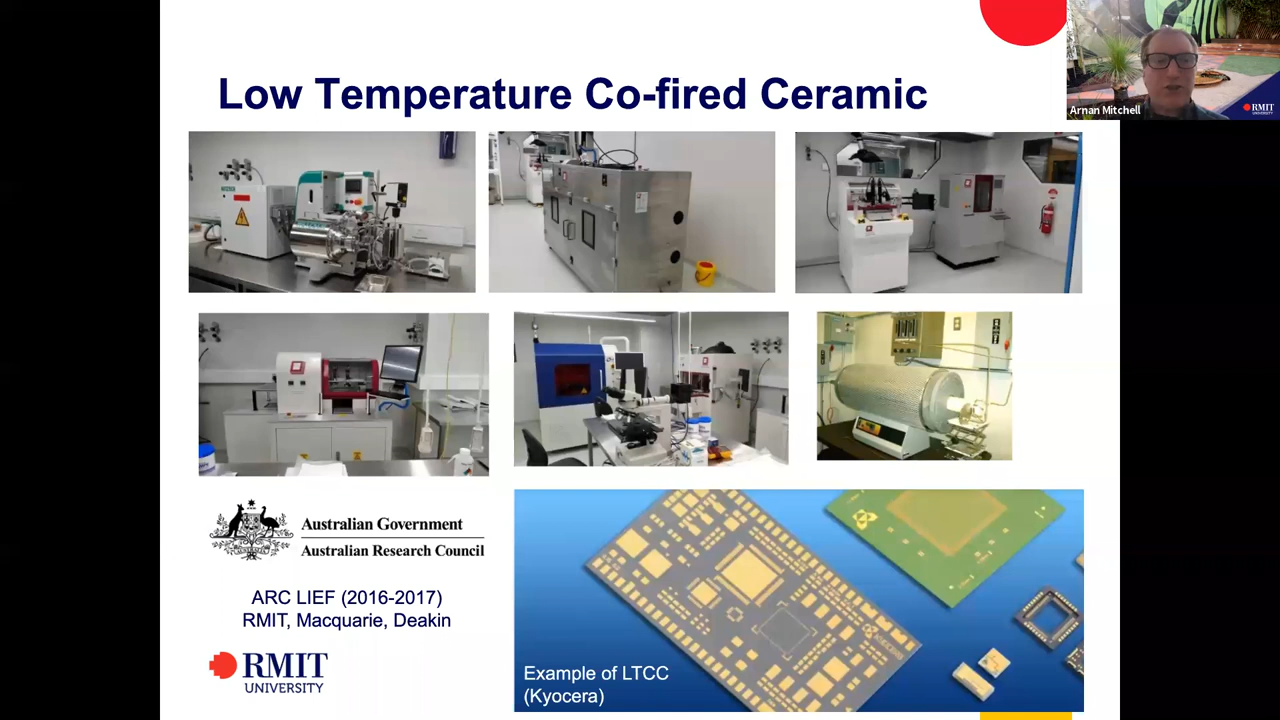 Low Temperature Co-fired Ceramic
Arnan Mitchell
RMIT
UNIVERSITY
Australian Government
Australian Research Council
ARC LIEF (2016-2017)
RMIT, Macquarie, Deakin
RMIT
UNIVERSITY
Example of LTCC
(Kyocera)